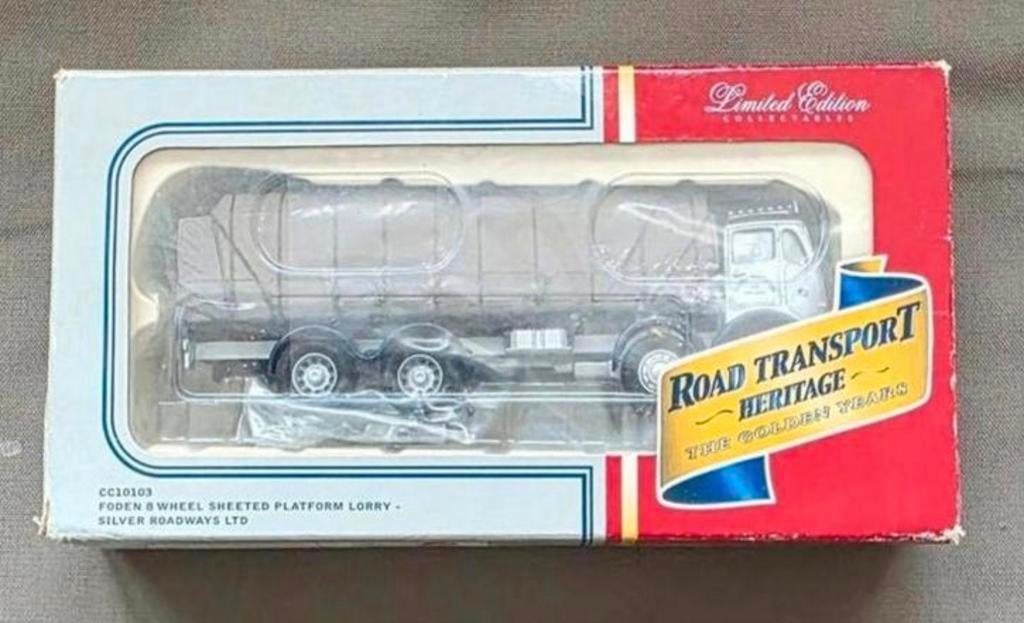 Limited Edition
COLLECTABLES
ROAD TRANSPORT
HERITAGE
THE GOLDEN YEARS
CC10103
FODEN 8 WHEEL SHEETED PLATFORM LORRY -
SILVER ROADWAYS LTD